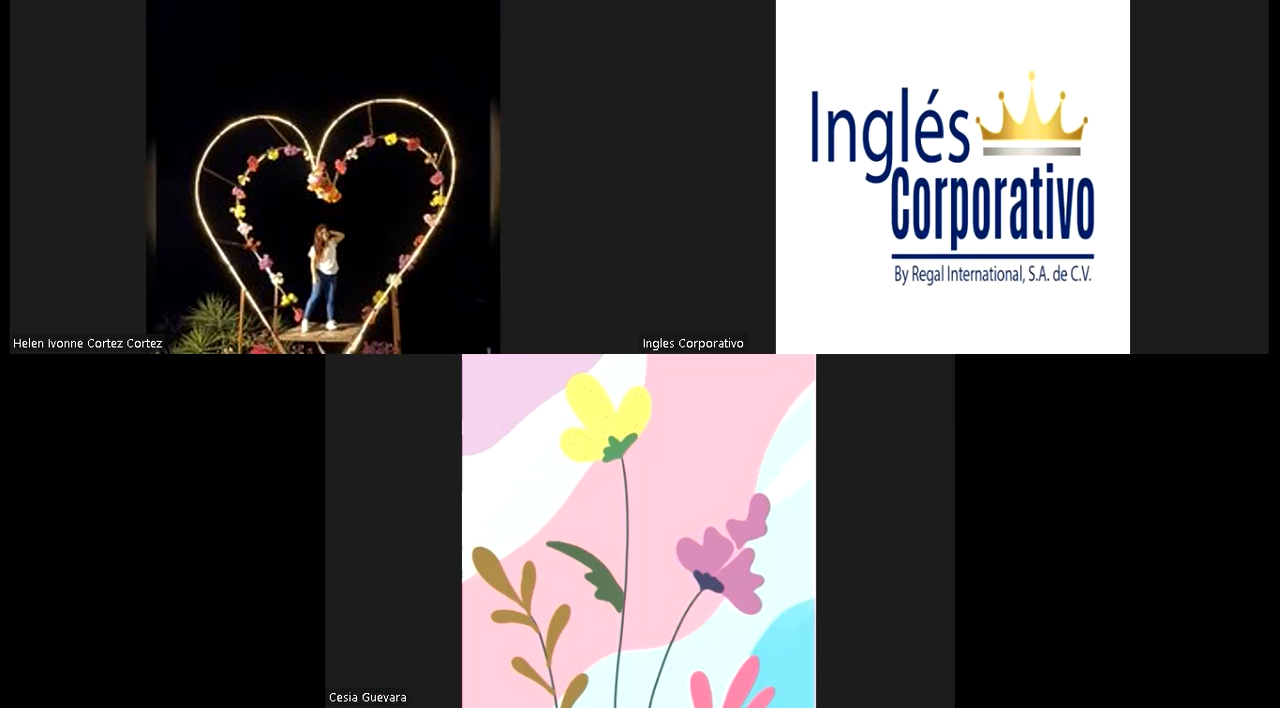 Inglés
Corporativo
By Regal International, S.A. de C.V.
Helen Ivonne Cortez Cortez
Ingles Corporativo
Cesia Guevara